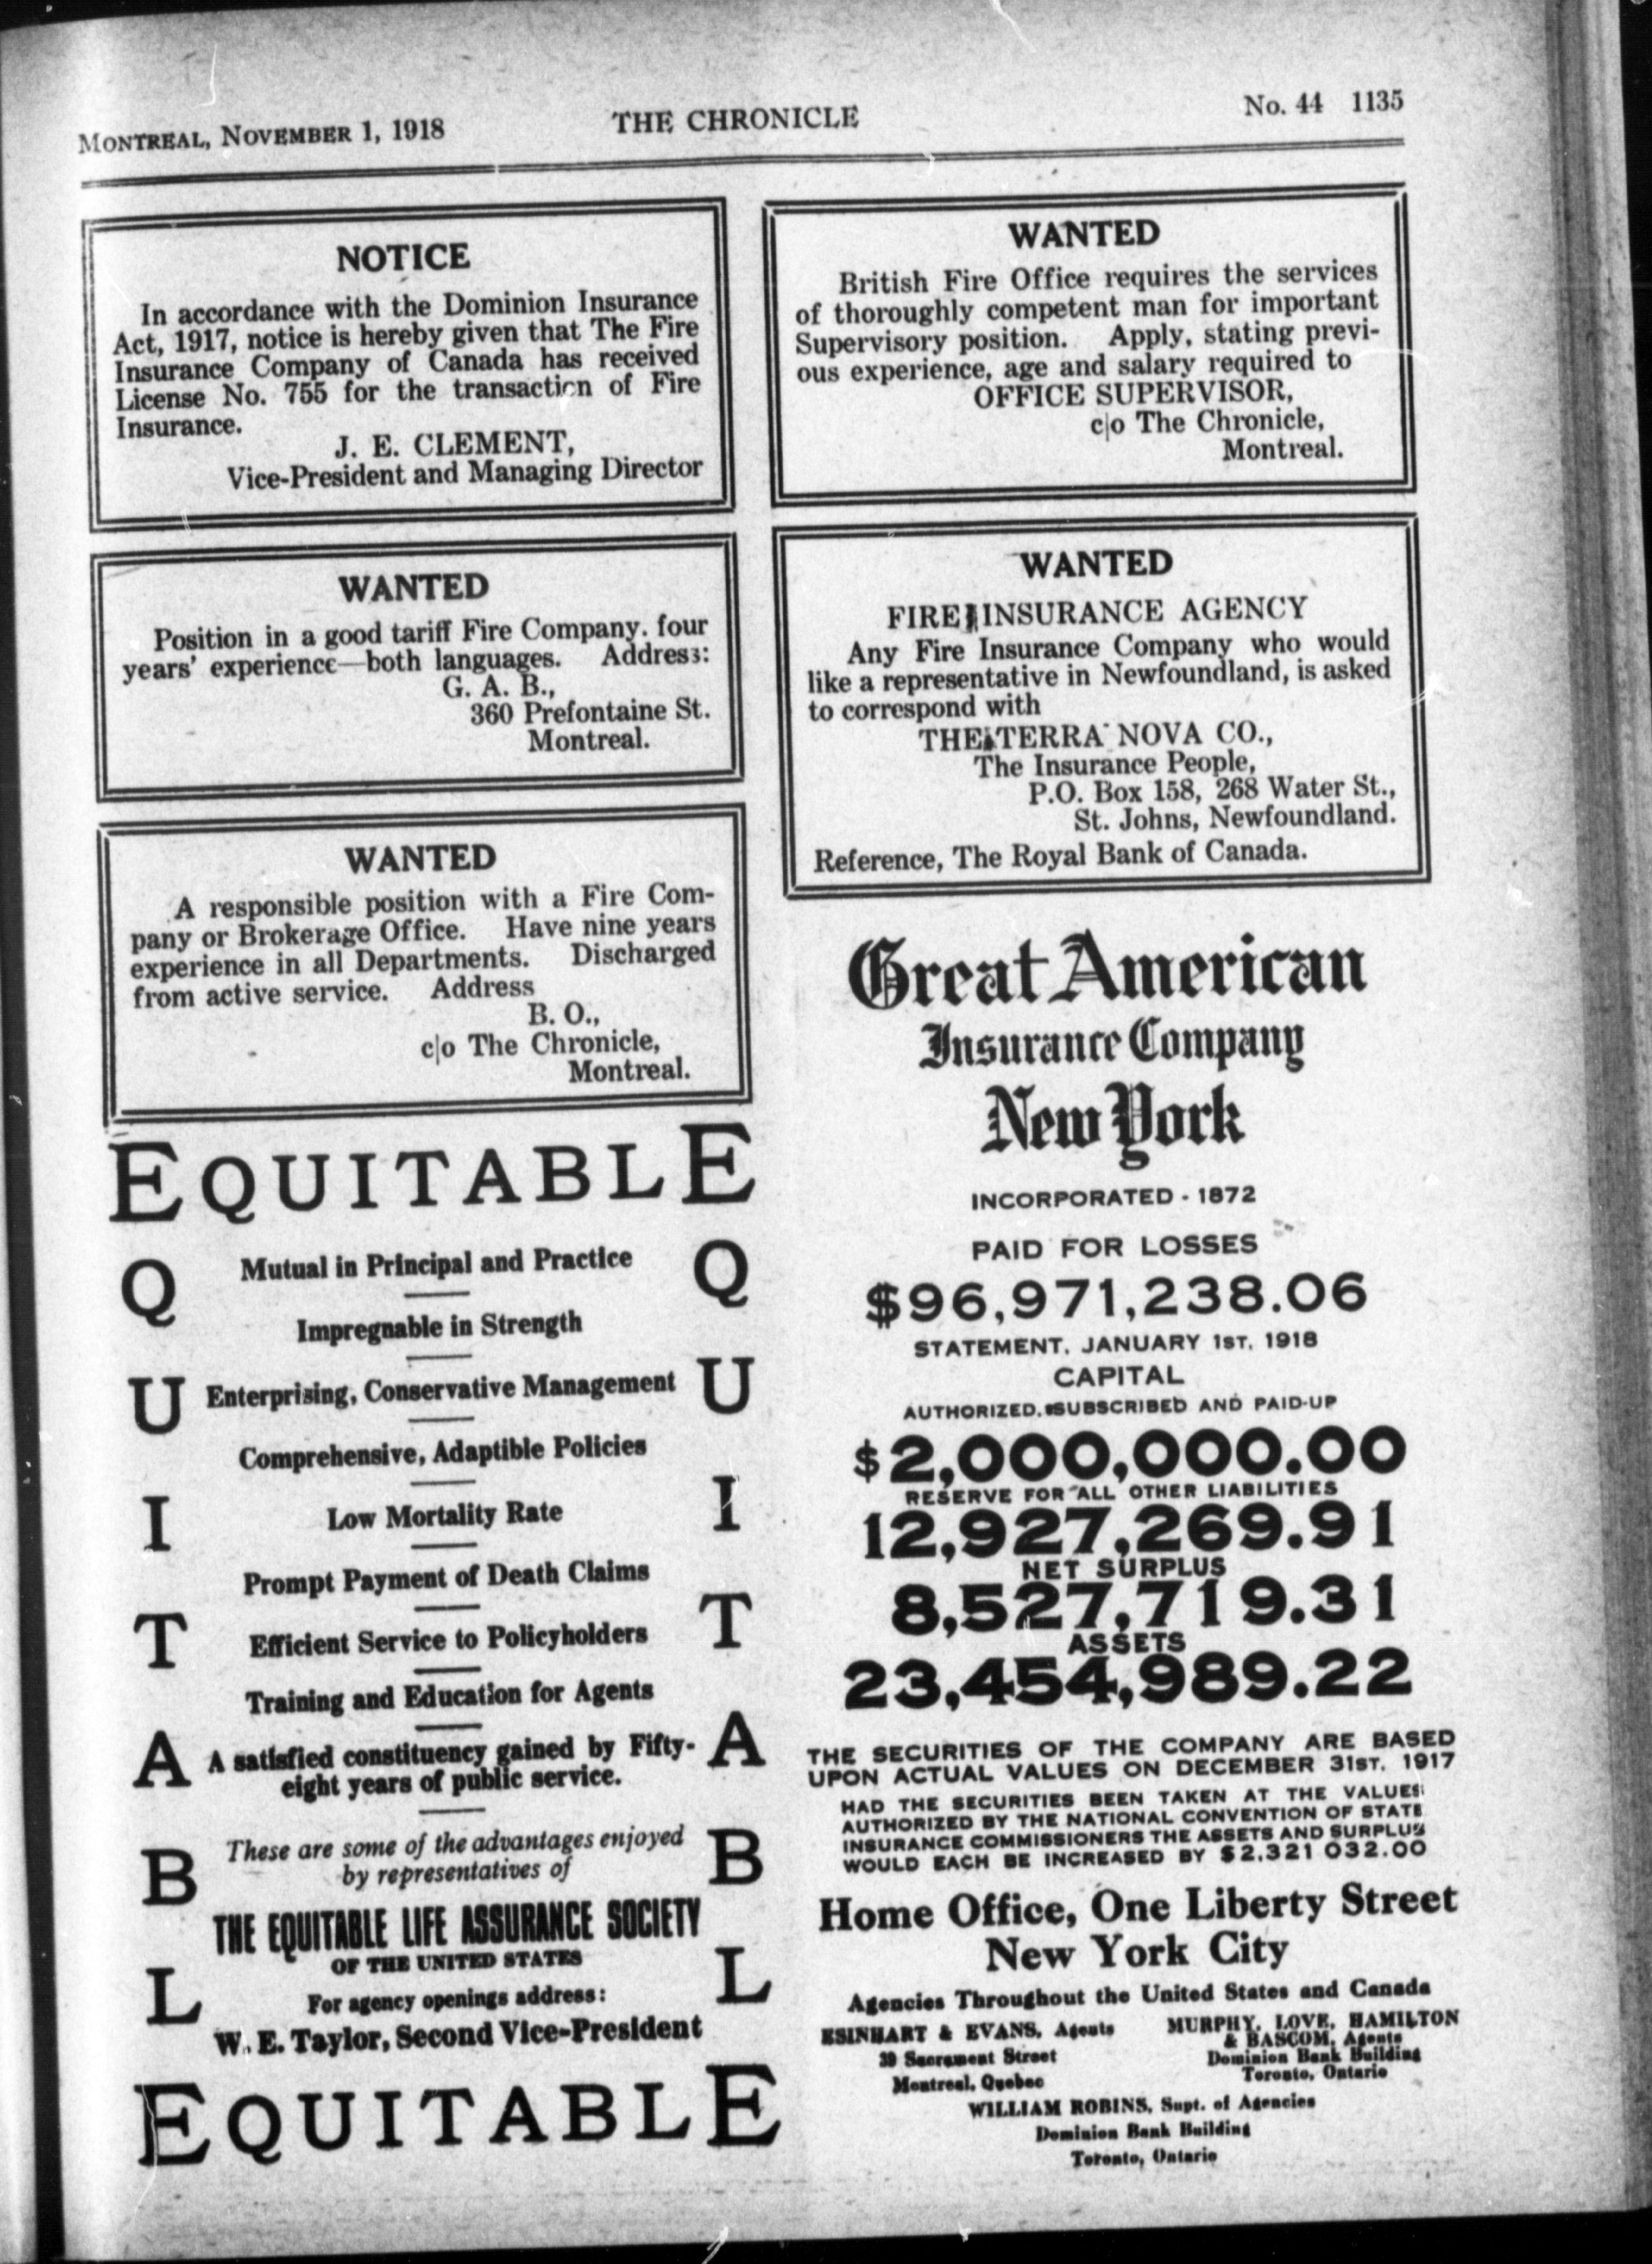 MONTREAL, NOVEMBER 1, 1918
THE CHRONICLE
No. 44 1135
NOTICE
In accordance with the Dominion Insurance
Act, 1917, notice is hereby given that The Fire
Insurance Company of Canada has received
License No. 755 for the transaction of Fire
Insurance.
J. E. CLEMENT,
Vice-President and Managing Director
WANTED
Position in a good tariff Fire Company. four
years' experience—both languages. Address:
G. A. B.,
360 Prefontaine St.
Montreal.
WANTED
A responsible position with a Fire Com-
pany or Brokerage Office. Have nine years
experience in all Departments. Discharged
from active service. Address
B. O.,
c|o The Chronicle,
Montreal.
EQUITABLE
Mutual in Principal and Practice
Impregnable in Strength
Enterprising, Conservative Management
Comprehensive, Adaptible Policies
Low Mortality Rate
Prompt Payment of Death Claims
Efficient Service to Policyholders
Training and Education for Agents
A satisfied constituency gained by Fifty-
eight years of public service.
These are some of the advantages enjoyed
by representatives of
THE EQUITABLE LIFE ASSURANCE SOCIETY
OF THE UNITED STATES
For agency openings address:
W. E. Taylor, Second Vice-President
Q
U
I
T
A
B
L
Q
U
I
T
A
B
L
EQUITABLE
WANTED
British Fire Office requires the services
of thoroughly competent man for important
Supervisory position. Apply, stating previ-
ous experience, age and salary required to
OFFICE SUPERVISOR,
c|o The Chronicle,
Montreal.
WANTED
FIRE INSURANCE AGENCY
Any Fire Insurance Company who would
like a representative in Newfoundland, is asked
to correspond with
THE TERRA NOVA CO.,
The Insurance People,
P.O. Box 158, 268 Water St.,
St. Johns, Newfoundland.
Reference, The Royal Bank of Canada.
Great American
Insurance Company
New York
INCORPORATED - 1872
PAID FOR LOSSES
$96,971,238.06
STATEMENT, JANUARY 1ST, 1918
CAPITAL
AUTHORIZED, SUBSCRIBED AND PAID-UP
$2,000,000.00
RESERVE FOR ALL OTHER LIABILITIES
12,927,269.91
NET SURPLUS
8,527,719.31
ASSETS
23,454,989.22
THE SECURITIES OF THE COMPANY ARE BASED
UPON ACTUAL VALUES ON DECEMBER 31ST, 1917
HAD THE SECURITIES BEEN TAKEN AT THE VALUES
AUTHORIZED BY THE NATIONAL CONVENTION OF STATE
INSURANCE COMMISSIONERS THE ASSETS AND SURPLUS
WOULD EACH BE INCREASED BY $2,321 032.00
Home Office, One Liberty Street
New York City
Agencies Throughout the United States and Canada
ESINHART & EVANS, Agents
39 Sacrament Street
Montreal, Quebec
MURPHY, LOVE, HAMILTON
& BASCOM, Agents
Dominion Bank Building
Toronto, Ontario
WILLIAM ROBINS, Supt. of Agencies
Dominion Bank Building
Toronto, Ontario